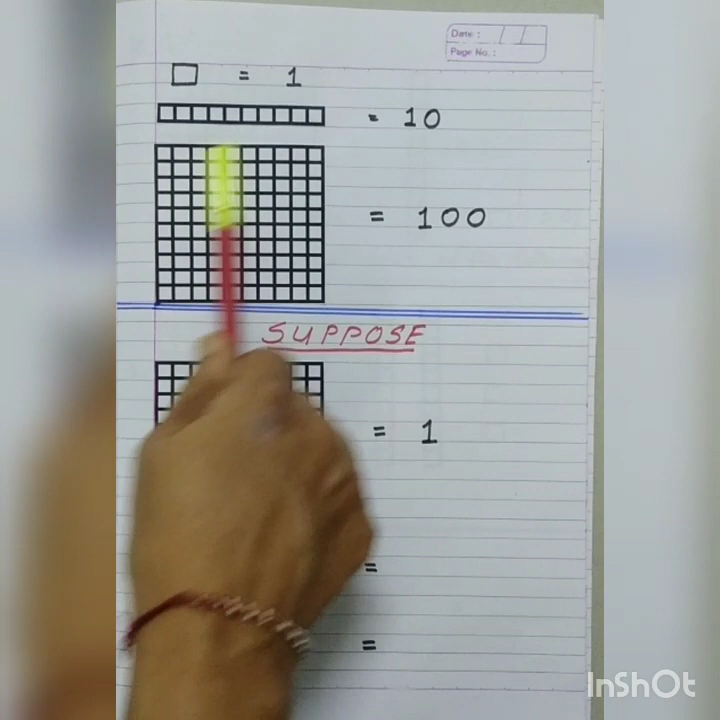 Date : / /
Page No. :
= 1
= 10
= 100
SUPPOSE
= 1
=
=
InShOt